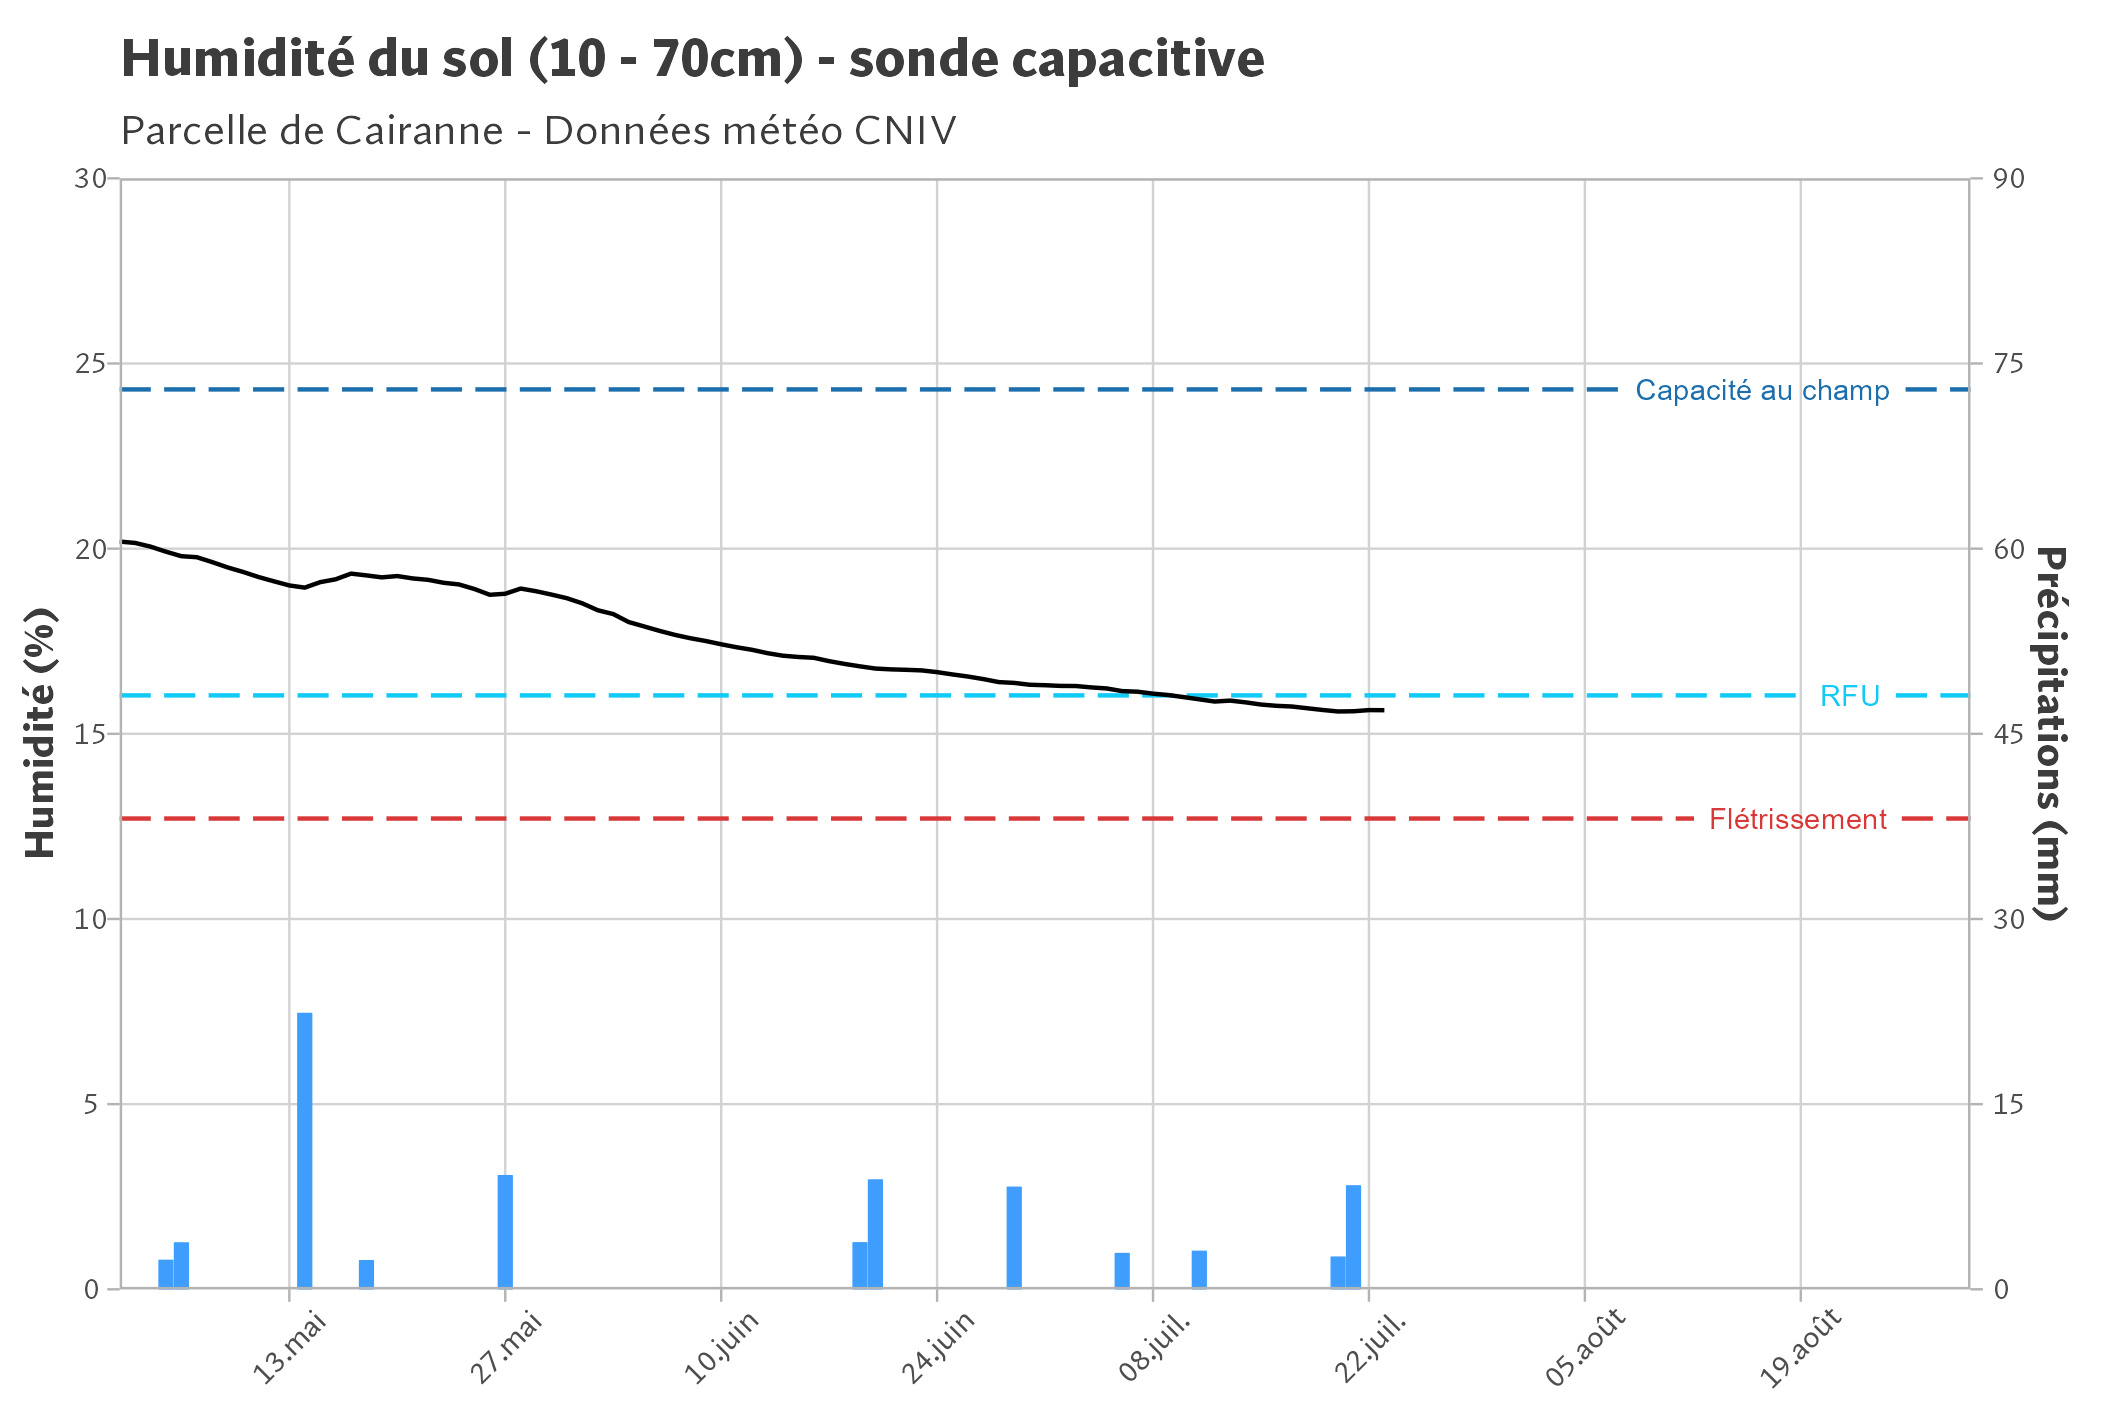 Humidité du sol (10 - 70cm) - sonde capacitive
Parcelle de Cairanne - Données météo CNIV
30
25
20
15
10
5
0
Humidité (%)
90
75
60
45
30
15
0
Précipitations (mm)
Capacité au champ
RFU
Flétrissement
13.mai
27.mai
10.juin
24.juin
08.juil.
22.juil.
05.août
19.août